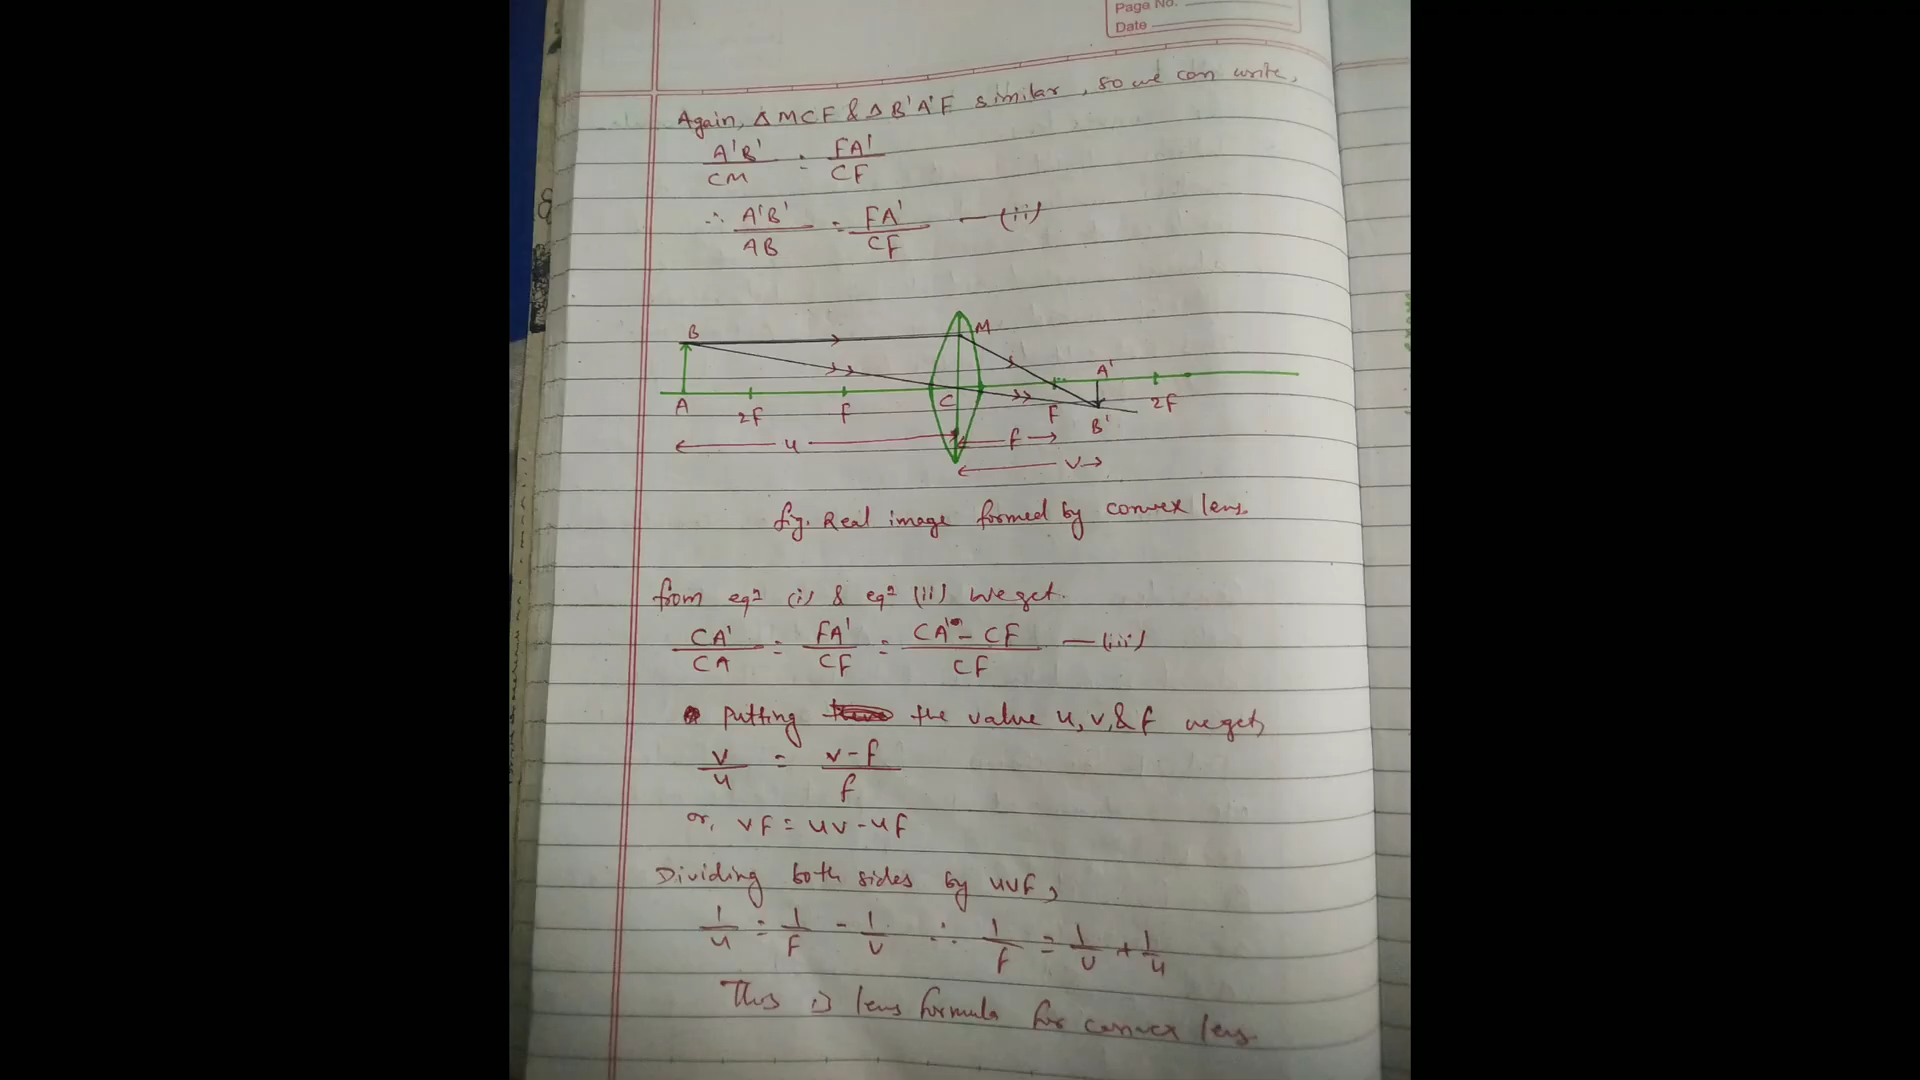 Page No.
Date
Again, Δ MCF & Δ B'A'F similar, so we can write,
A'B'/CM = FA'/CF
∴ A'B'/AB = FA'/CF — (ii)
B M
A 2F F C F A' B' 2F
u f
v
fig. Real image formed by convex lens.
from eqn (i) & eqn (ii) we get.
CA'/CA = FA'/CF = CA' - CF/CF — (iii)
putting the value u, v, & f we get,
v/u = v-f/f
or, vf = uv - uf
Dividing both sides by uvf,
1/u = 1/f - 1/v ∴ 1/f = 1/v + 1/u
This is lens formula for convex lens.